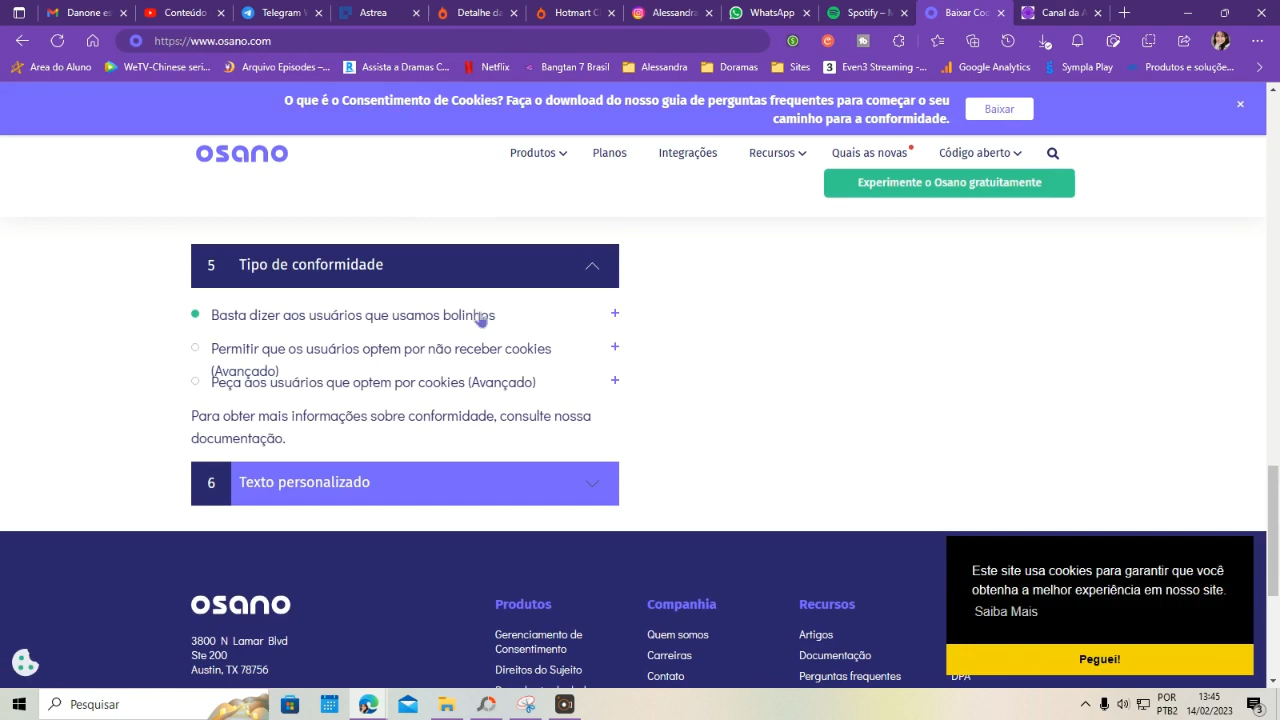 Danone es
Conteúdo
Telegram
Astra
Detalhe da
Hotmart C
Alessandra
WhatsApp
Spotify –
Baixar Coo
Canal da A
https://www.osano.com
Área do Aluno
WeTV-Chinese seri...
Arquivo Episodes –...
Assista a Dramas C...
Netflix
Bangtan 7 Brasil
Alessandra
Doramas
Sites
Even3 Streaming -...
Google Analytics
Sympla Play
Produtos e soluçõe...
O que é o Consentimento de Cookies? Faça o download do nosso guia de perguntas frequentes para começar o seu
caminho para a conformidade.
Baixar
osano
Produtos
Planos
Integrações
Recursos
Quais as novas
Código aberto
Experimente o Osano gratuitamente
5 Tipo de conformidade
Basta dizer aos usuários que usamos bolinhos
Permitir que os usuários optem por não receber cookies
(Avançado)
Peça aos usuários que optem por cookies (Avançado)
Para obter mais informações sobre conformidade, consulte nossa
documentação.
6 Texto personalizado
osano
3800 N Lamar Blvd
Ste 200
Austin, TX 78756
Produtos
Gerenciamento de
Consentimento
Direitos do Sujeito
Companhia
Quem somos
Carreiras
Contato
Recursos
Artigos
Documentação
Perguntas frequentes
DPA
Este site usa cookies para garantir que você
obtenha a melhor experiência em nosso site.
Saiba Mais
Peguei!
Pesquisar
POR
PTB2
13:45
14/02/2023
3